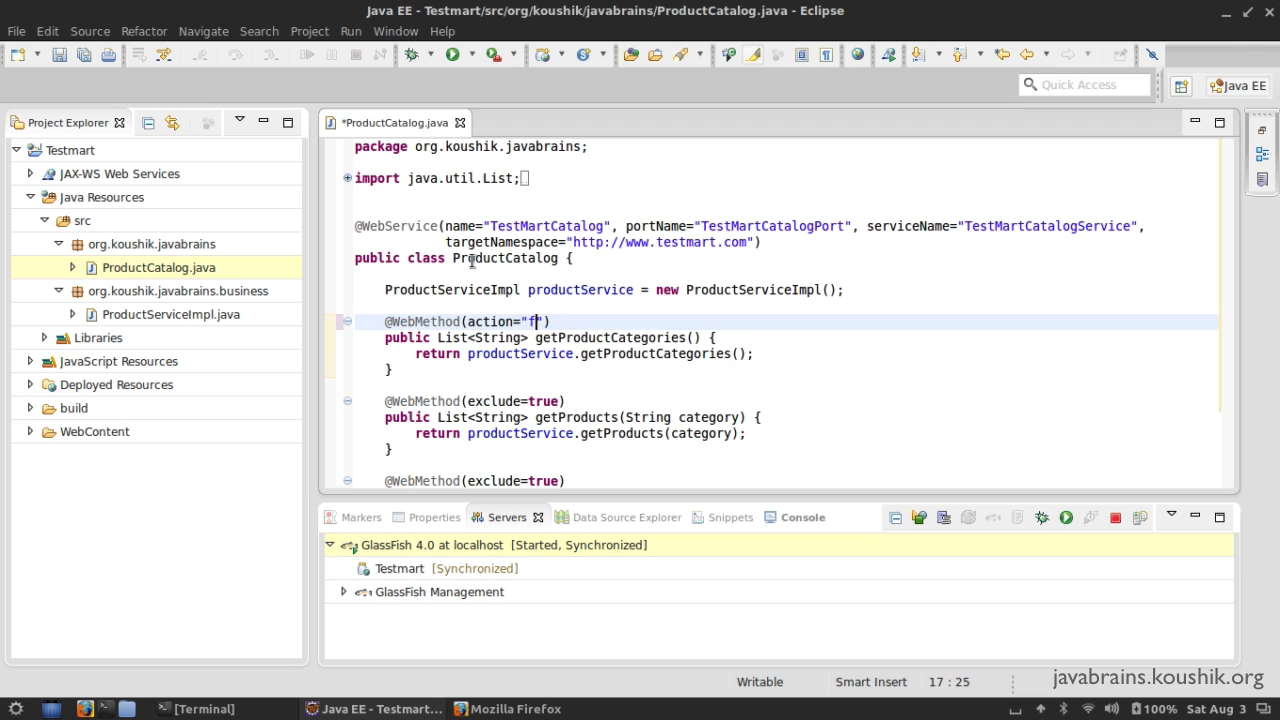 Java EE - Testmart/src/org/koushik/javabrains/ProductCatalog.java - Eclipse
File Edit Source Refactor Navigate Search Project Run Window Help
Quick Access
Java EE
Project Explorer
*ProductCatalog.java
Testmart
JAX-WS Web Services
Java Resources
src
org.koushik.javabrains
ProductCatalog.java
org.koushik.javabrains.business
ProductServiceImpl.java
Libraries
JavaScript Resources
Deployed Resources
build
WebContent
package org.koushik.javabrains;
import java.util.List;
@WebService(name="TestMartCatalog", portName="TestMartCatalogPort", serviceName="TestMartCatalogService",
targetNamespace="http://www.testmart.com")
public class ProductCatalog {
ProductServiceImpl productService = new ProductServiceImpl();
@WebMethod(action="f")
public List<String> getProductCategories() {
return productService.getProductCategories();
}
@WebMethod(exclude=true)
public List<String> getProducts(String category) {
return productService.getProducts(category);
}
@WebMethod(exclude=true)
Markers Properties Servers Data Source Explorer Snippets Console
GlassFish 4.0 at localhost [Started, Synchronized]
Testmart [Synchronized]
GlassFish Management
Writable Smart Insert 17 : 25
javabrains.koushik.org
[Terminal] Java EE - Testmart... Mozilla Firefox 100% Sat Aug 3